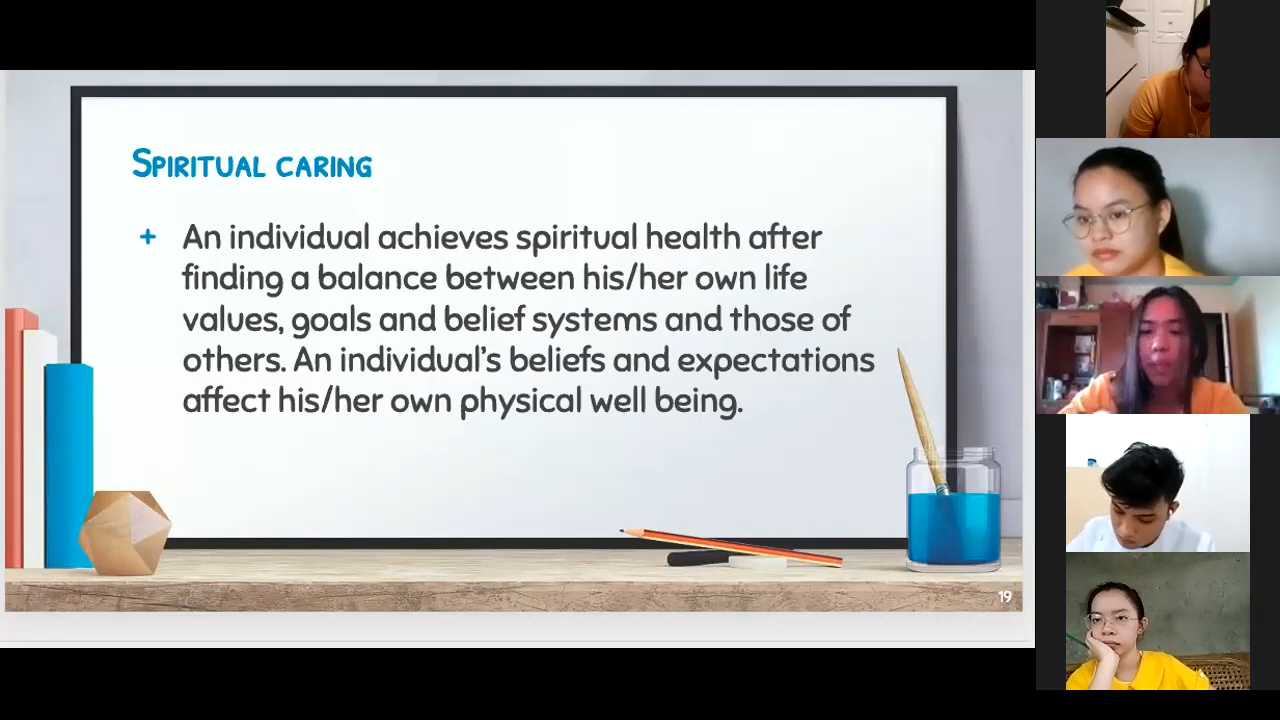 Spiritual caring
+ An individual achieves spiritual health after
finding a balance between his/her own life
values, goals and belief systems and those of
others. An individual's beliefs and expectations
affect his/her own physical well being.
19